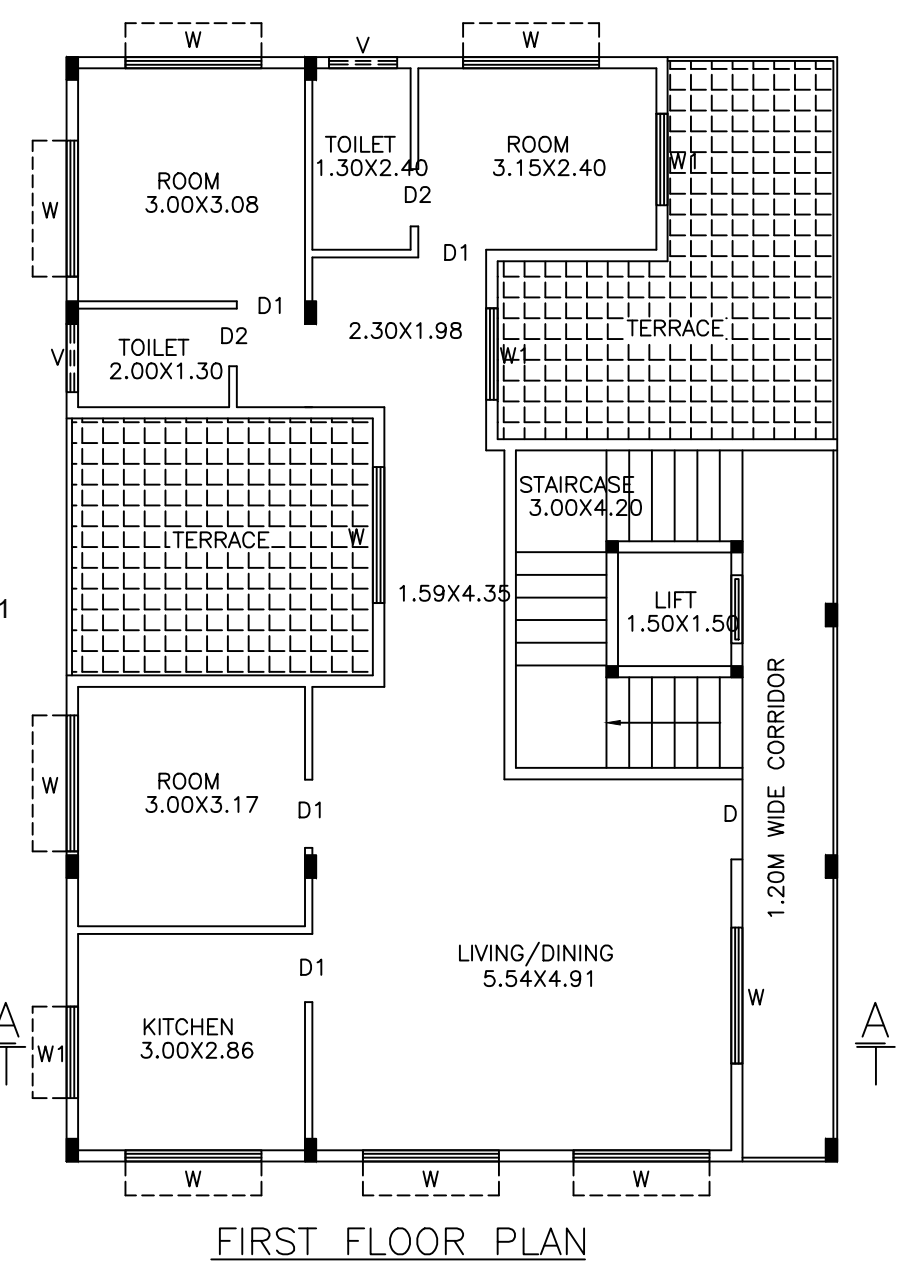 W
V
W
TOILET
1.30X2.40
ROOM
3.15X2.40
W1
ROOM
3.00X3.08
D2
W
D1
D1
D2
2.30X1.98
TERRACE
V
TOILET
2.00X1.30
W1
STAIRCASE
3.00X4.20
TERRACE
W
1.59X4.35
LIFT
1.50X1.50
1
ROOM
3.00X3.17
W
D1
D
1.20M WIDE CORRIDOR
LIVING/DINING
5.54X4.91
D1
W
KITCHEN
3.00X2.86
W1
A
A
W
W
W
FIRST FLOOR PLAN